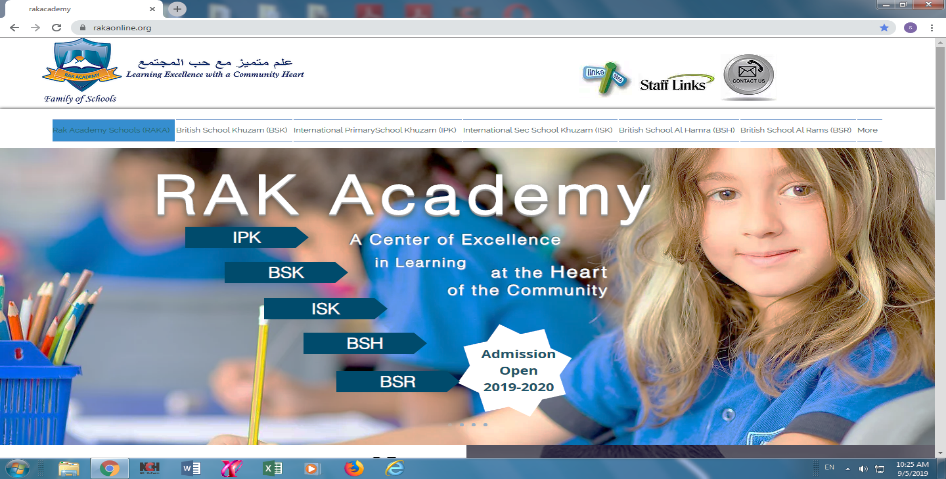 rakacademy
rakaonline.org
s
RAK ACADEMY
Family of Schools
علم متميز مع حب المجتمع
Learning Excellence with a Community Heart
links
Staff Links
CONTACT US
Rak Academy Schools (RAKA)
British School Khuzam (BSK)
International PrimarySchool Khuzam (IPK)
International Sec School Khuzam (ISK)
British School Al Hamra (BSH)
British School Al Rams (BSR)
More
RAK Academy
A Center of Excellence
in Learning
at the Heart
of the Community
IPK
BSK
ISK
BSH
BSR
Admission
Open
2019-2020
EN
10:25 AM
9/5/2019